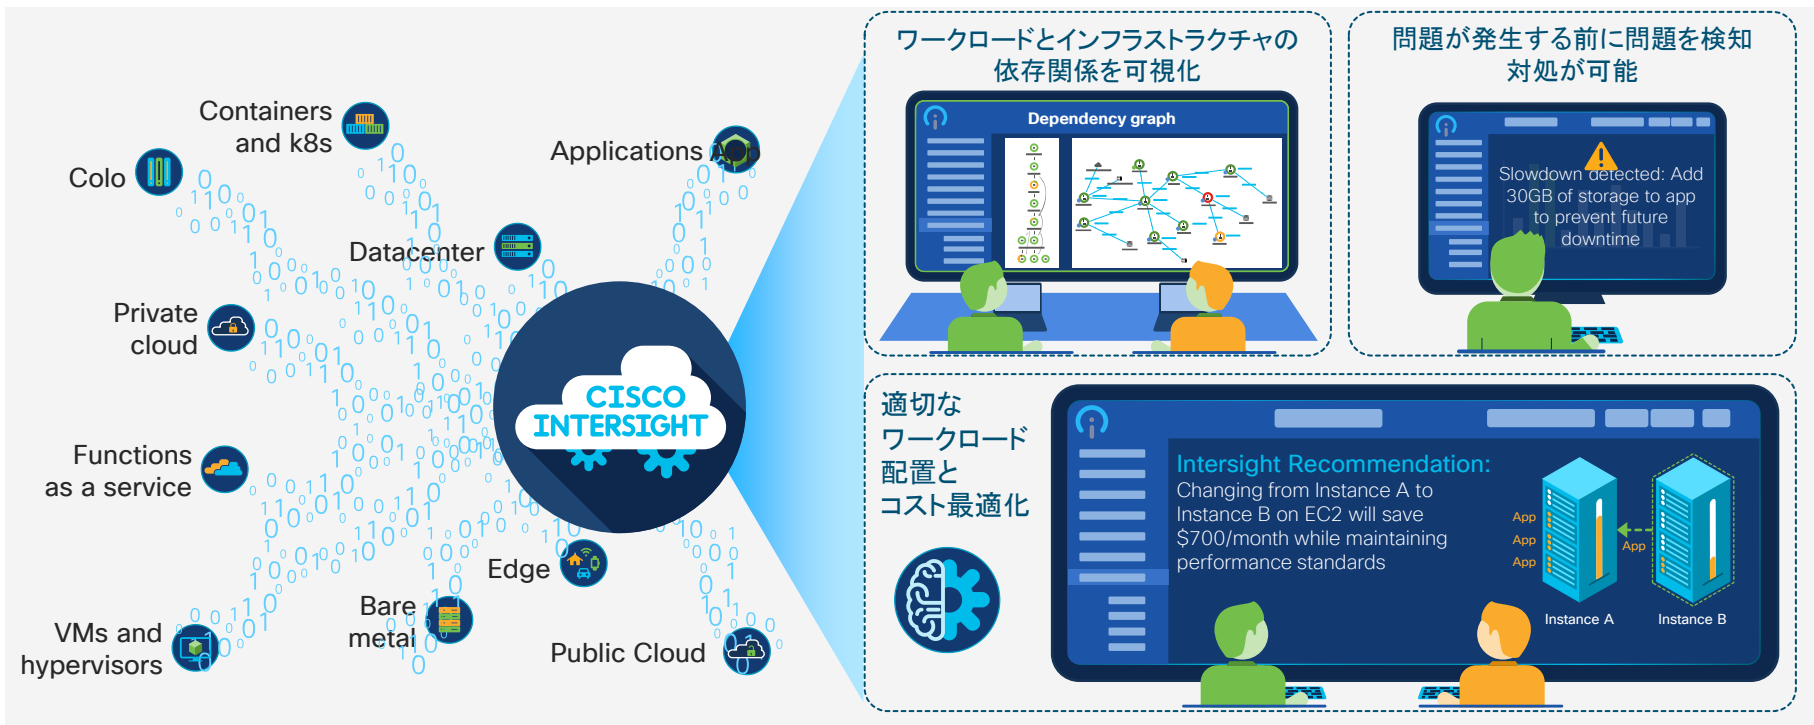 Containers
and k8s
Colo
Applications
App
Datacenter
Private
cloud
CISCO
INTERSIGHT
Functions
as a service
Edge
Bare
metal
VMs and
hypervisors
Public Cloud
ワークロードとインフラストラクチャの
依存関係を可視化
Dependency graph
問題が発生する前に問題を検知
対処が可能
Slowdown detected: Add
30GB of storage to app
to prevent future
downtime
適切な
ワークロード
配置と
コスト最適化
Intersight Recommendation:
Changing from Instance A to
Instance B on EC2 will save
$700/month while maintaining
performance standards
App
App
App
App
Instance A
Instance B